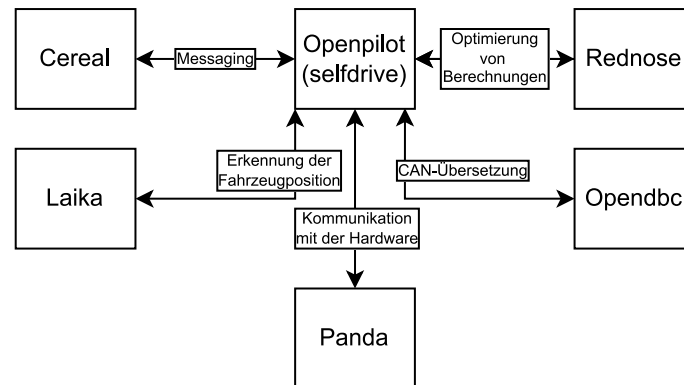 Cereal
Messaging
Openpilot
(selfdrive)
Optimierung
von
Berechnungen
Rednose
Laika
Erkennung der
Fahrzeugposition
CAN-Übersetzung
Opendbc
Kommunikation
mit der Hardware
Panda